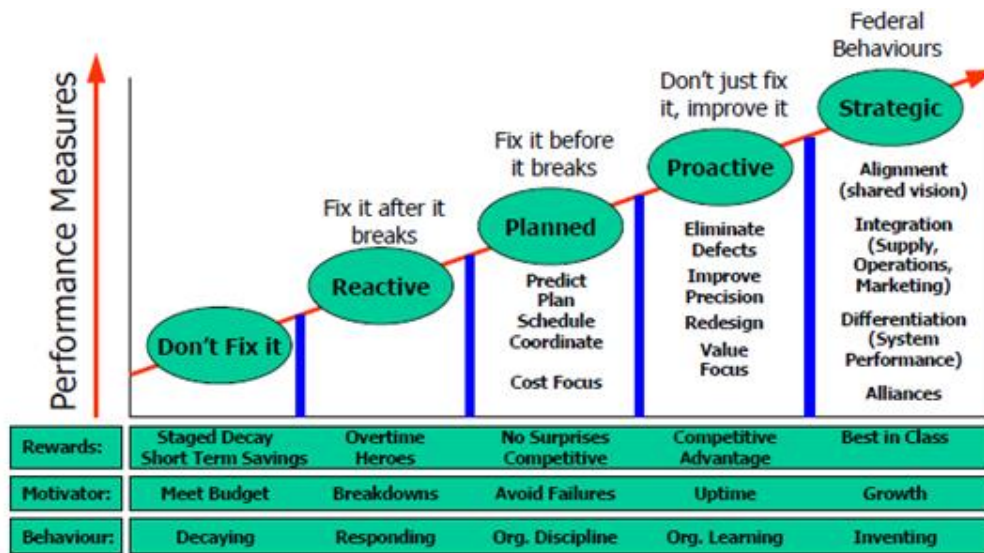 Performance Measures
Federal
Behaviours
Don't just fix
it, improve it
Fix it before
it breaks
Fix it after it
breaks
Don't Fix it
Reactive
Planned
Proactive
Strategic
Predict
Plan
Schedule
Coordinate
Cost Focus
Eliminate
Defects
Improve
Precision
Redesign
Value
Focus
Alignment
(shared vision)
Integration
(Supply,
Operations,
Marketing)
Differentiation
(System
Performance)
Alliances
Rewards:
Staged Decay
Short Term Savings
Overtime
Heroes
No Surprises
Competitive
Competitive
Advantage
Best in Class
Motivator:
Meet Budget
Breakdowns
Avoid Failures
Uptime
Growth
Behaviour:
Decaying
Responding
Org. Discipline
Org. Learning
Inventing